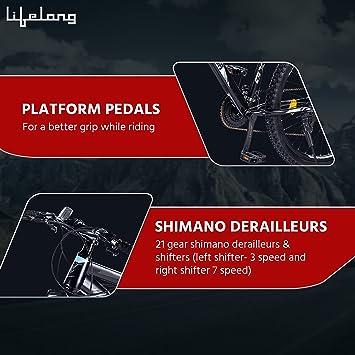 Lifelong
PLATFORM PEDALS
For a better grip while riding
SHIMANO DERAILLEURS
21 gear shimano derailleurs &
shifters (left shifter- 3 speed and
right shifter 7 speed)